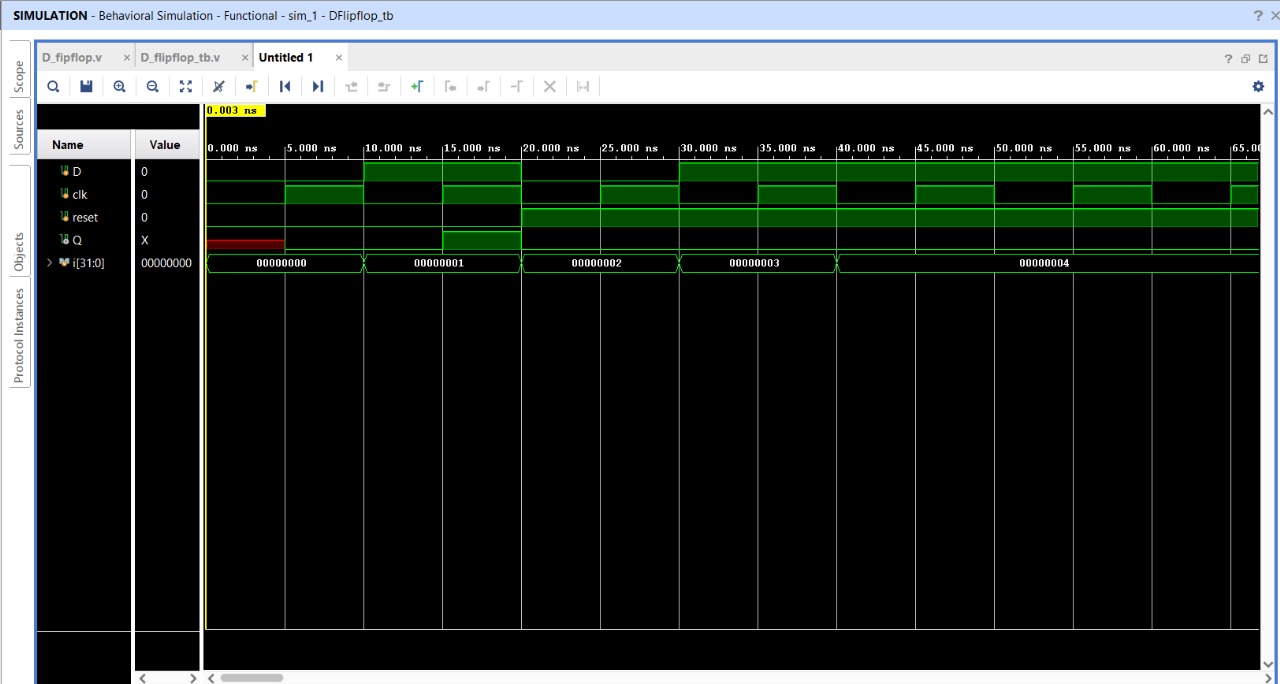 SIMULATION - Behavioral Simulation - Functional - sim_1 - DFlipflop_tb
? ×
Scope
Sources
Objects
Protocol Instances
D_fipflop.v × D_flipflop_tb.v × Untitled 1 ×
?
0.003 ns
Name Value
0.000 ns 5.000 ns 10.000 ns 15.000 ns 20.000 ns 25.000 ns 30.000 ns 35.000 ns 40.000 ns 45.000 ns 50.000 ns 55.000 ns 60.000 ns 65.00
D 0
clk 0
reset 0
Q X
i[31:0] 00000000 00000000 00000001 00000002 00000003 00000004